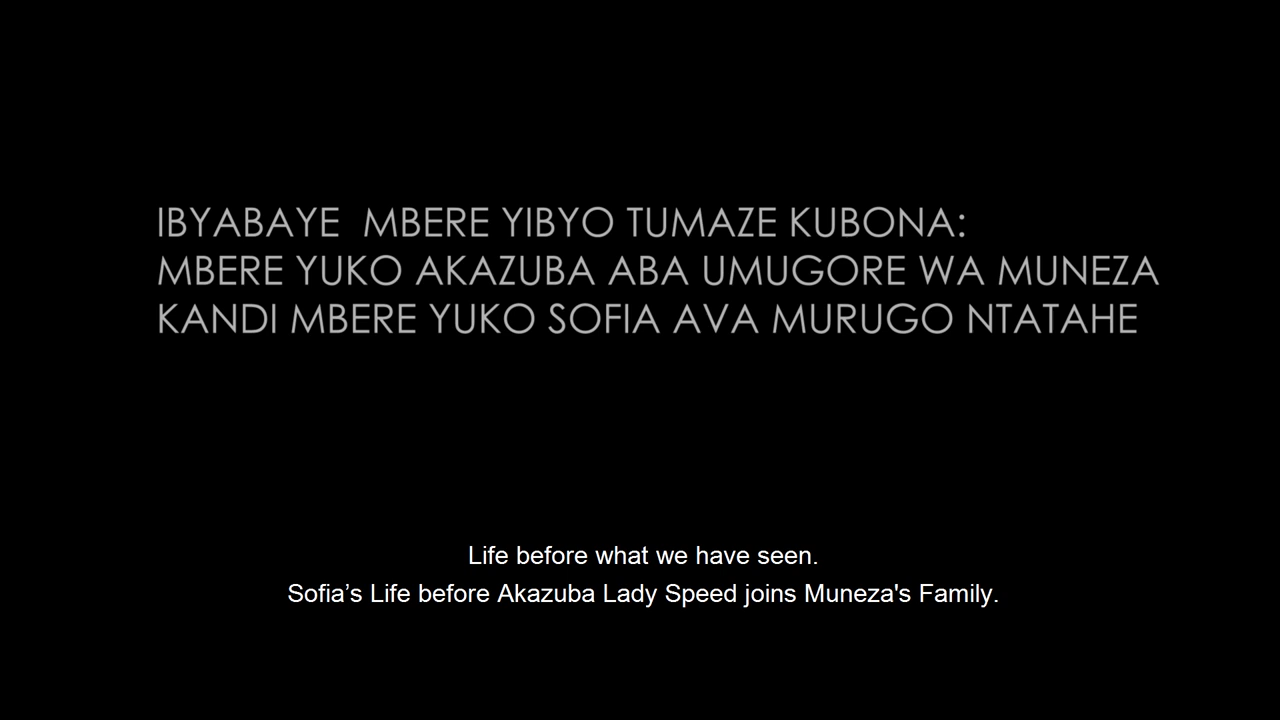 IBYABAYE  MBERE YIBYO TUMAZE KUBONA:
MBERE YUKO AKAZUBA ABA UMUGORE WA MUNEZA
KANDI MBERE YUKO SOFIA AVA MURUGO NTATAHE
Life before what we have seen.
Sofia’s Life before Akazuba Lady Speed joins Muneza's Family.